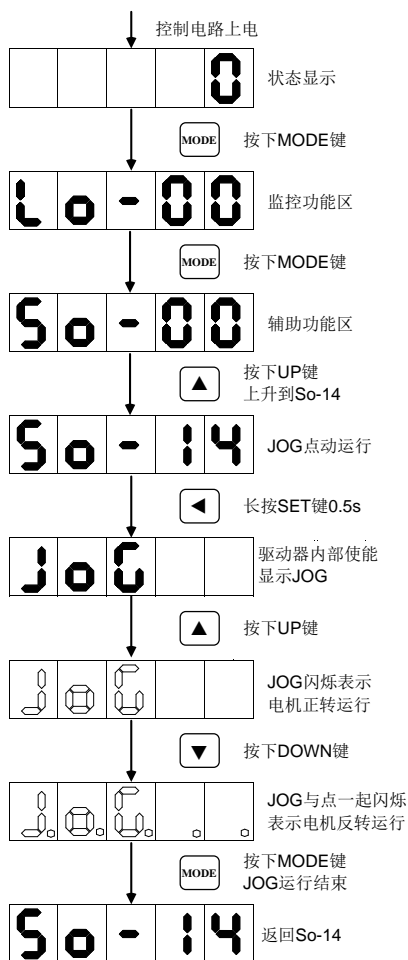 控制电路上电
0
状态显示
MODE
按下MODE键
Lo-00
监控功能区
MODE
按下MODE键
So-00
辅助功能区
按下UP键
上升到So-14
So-14
JOG点动运行
长按SET键0.5s
JoG
驱动器内部使能
显示JOG
按下UP键
JoG
JOG闪烁表示
电机正转运行
按下DOWN键
J.o.G. . .
JOG与点一起闪烁
表示电机反转运行
MODE
按下MODE键
JOG运行结束
So-14
返回So-14